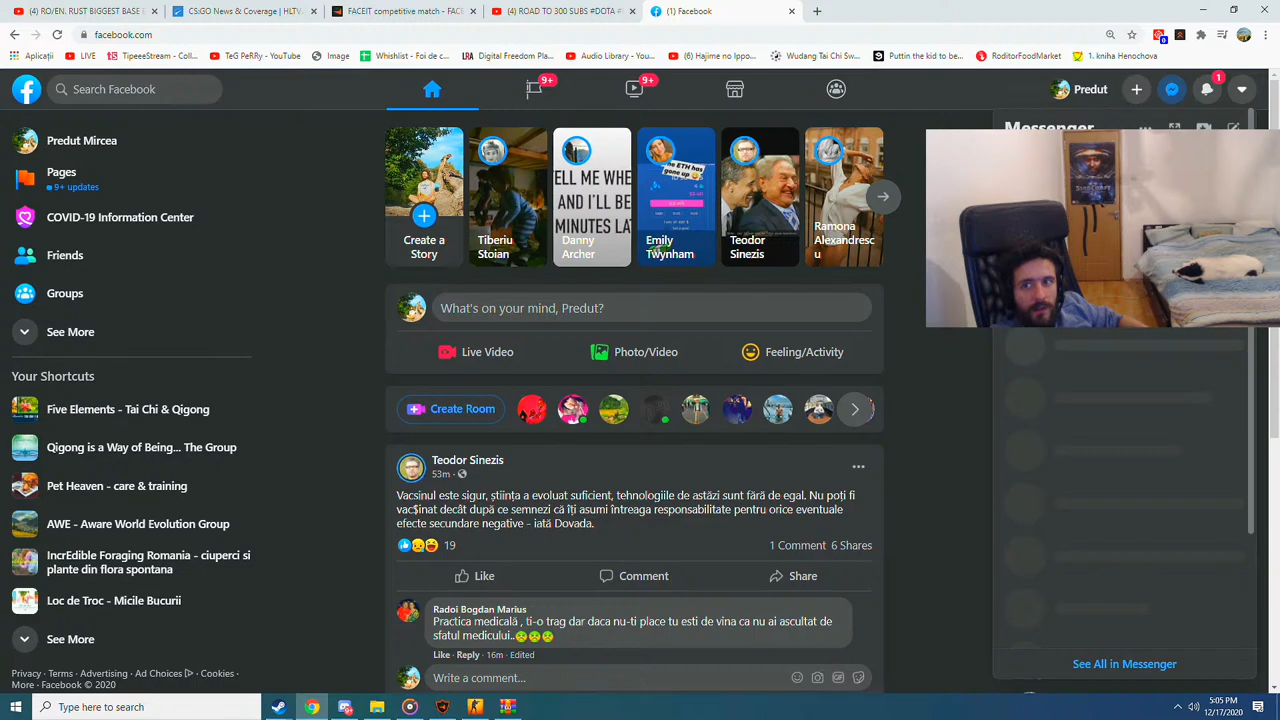 (4) RO/EN. RUST BIGGEST BASE
CS:GO News & Coverage | HLTV.
FACEIT competitive match - FACE
(4) ROAD TO 300 SUBS #DOTA #
(1) Facebook
facebook.com
Aplicații
LIVE
TipeeeStream - Coll...
TeG PeRRy - YouTube
Image
Whishlist - Foi de c...
Digital Freedom Pla...
Audio Library - You...
(6) Hajime no Ippo...
Wudang Tai Chi Sw...
Puttin the kid to be...
RoditorFoodMarket
1. kniha Henochova
Search Facebook
9+
9+
Predut
1
Predut Mircea
Pages
9+ updates
COVID-19 Information Center
Friends
Groups
See More
Your Shortcuts
Five Elements - Tai Chi & Qigong
Qigong is a Way of Being... The Group
Pet Heaven - care & training
AWE - Aware World Evolution Group
IncrEdible Foraging Romania - ciuperci si
plante din flora spontana
Loc de Troc - Micile Bucurii
See More
Privacy · Terms · Advertising · Ad Choices · Cookies ·
More · Facebook © 2020
Create a
Story
Tiberiu
Stoian
ELL ME WHE
AND I'LL BE
MINUTES LA
Danny
Archer
ne ETH has
gone up
Emily
Twynham
Teodor
Sinezis
Ramona
Alexandresc
u
What's on your mind, Predut?
Live Video
Photo/Video
Feeling/Activity
Create Room
Teodor Sinezis
53m ·
Vacsinul este sigur, știința a evoluat suficient, tehnologiile de astăzi sunt fără de egal. Nu poți fi
vac$inat decât după ce semnezi că îți asumi întreaga responsabilitate pentru orice eventuale
efecte secundare negative - iată Dovada.
19
1 Comment 6 Shares
Like
Comment
Share
Radoi Bogdan Marius
Practica medicală , ti-o trag dar daca nu-ti place tu esti de vina ca nu ai ascultat de
sfatul medicului..
Like · Reply · 16m · Edited
Write a comment...
Messenger
STARCRAFT
See All in Messenger
Type here to search
5:05 PM
12/17/2020